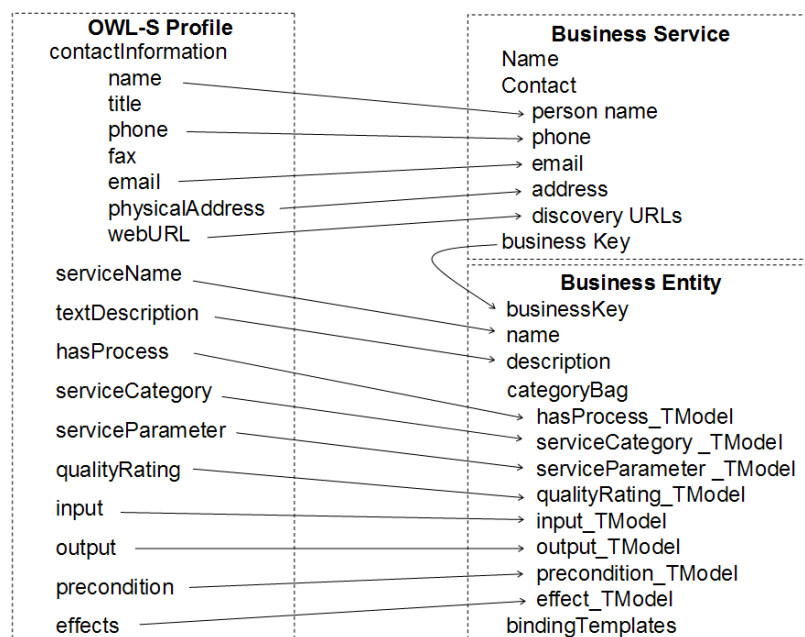 OWL-S Profile
contactInformation
name
title
phone
fax
email
physicalAddress
webURL
serviceName
textDescription
hasProcess
serviceCategory
serviceParameter
qualityRating
input
output
precondition
effects
Business Service
Name
Contact
person name
phone
email
address
discovery URLs
business Key
Business Entity
businessKey
name
description
categoryBag
hasProcess_TModel
serviceCategory _TModel
serviceParameter _TModel
qualityRating_TModel
input_TModel
output_TModel
precondition_TModel
effect_TModel
bindingTemplates